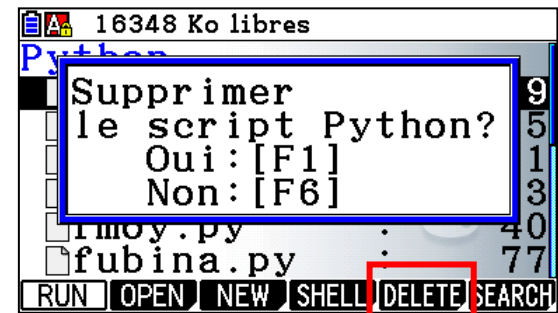 16348 Ko libres
Python
Supprimer
le script Python?
Oui:[F1]
Non:[F6]
9
5
1
3
fmoy.py : 40
fubina.py : 77
RUN OPEN NEW SHELL DELETE SEARCH